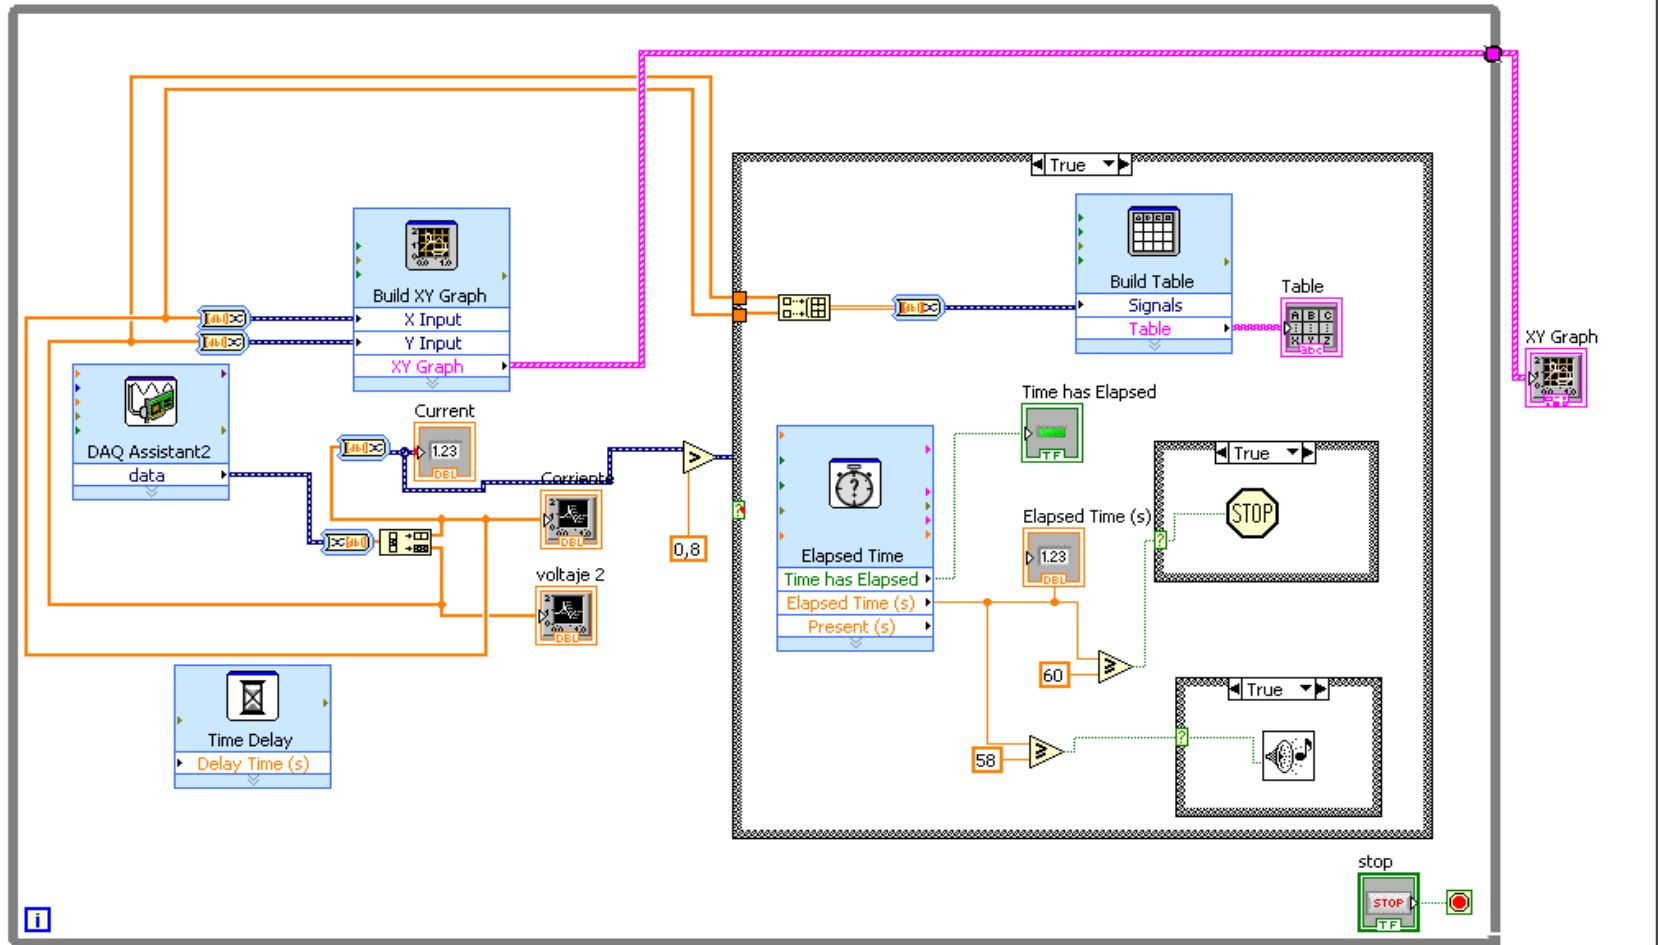 True
Build XY Graph
X Input
Y Input
XY Graph
DAQ Assistant2
data
Current
1.23
DBL
Corriente
DBL
voltaje 2
DBL
0,8
Time Delay
Delay Time (s)
i
Build Table
Signals
Table
Table
A B C
X Y Z
abc
XY Graph
Time has Elapsed
TF
Elapsed Time
Time has Elapsed
Elapsed Time (s)
Present (s)
Elapsed Time (s)
1.23
DBL
60
58
True
STOP
True
stop
STOP
TF